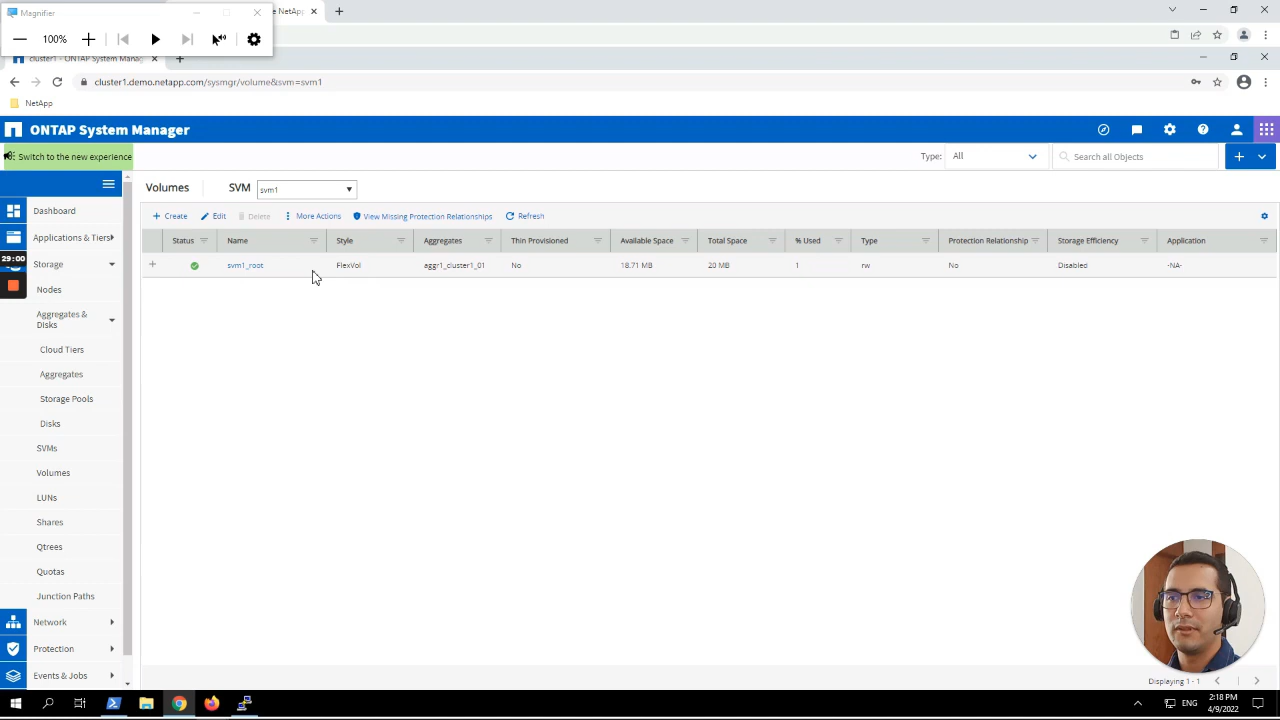 Magnifier
e NetAp
100%
cluster1 - ONTAP System Manag
cluster1.demo.netapp.com/sysmgr/volume&svm=svm1
NetApp
ONTAP System Manager
Switch to the new experience
Type: All
Search all Objects
Volumes SVM svm1
Create Edit Delete More Actions View Missing Protection Relationships Refresh
Status Name Style Aggregates Thin Provisioned Available Space Total Space % Used Type Protection Relationship Storage Efficiency Application
svm1_root FlexVol aggr1_cluster1_01 No 18.71 MB 20 MB 1 rw No Disabled -NA-
Dashboard
Applications & Tiers
29:00
Storage
Nodes
Aggregates &
Disks
Cloud Tiers
Aggregates
Storage Pools
Disks
SVMs
Volumes
LUNs
Shares
Qtrees
Quotas
Junction Paths
Network
Protection
Events & Jobs
Displaying 1 - 1
ENG
2:18 PM
4/9/2022